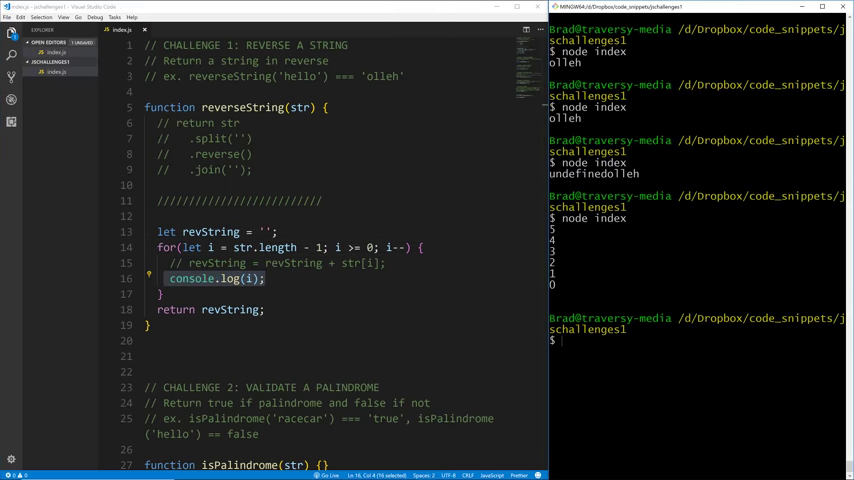 index.js - jschallenges1 - Visual Studio Code
File Edit Selection View Go Debug Tasks Help
EXPLORER
OPEN EDITORS 1 UNSAVED
index.js
JSCHALLENGES1
index.js
index.js
1 // CHALLENGE 1: REVERSE A STRING
2 // Return a string in reverse
3 // ex. reverseString('hello') === 'olleh'
4
5 function reverseString(str) {
6 // return str
7 //   .split('')
8 //   .reverse()
9 //   .join('');
10
11 //////////////////////////
12
13 let revString = '';
14 for(let i = str.length - 1; i >= 0; i--) {
15 // revString = revString + str[i];
16 console.log(i);
17 }
18 return revString;
19 }
20
21
22
23 // CHALLENGE 2: VALIDATE A PALINDROME
24 // Return true if palindrome and false if not
25 // ex. isPalindrome('racecar') === 'true', isPalindrome
('hello') == false
26
27 function isPalindrome(str) {}
0 0
Go Live Ln 16, Col 4 (16 selected) Spaces: 2 UTF-8 LF JavaScript Prettier
MINGW64:/d/Dropbox/code_snippets/jschallenges1
Brad@traversy-media /d/Dropbox/code_snippets/j
schallenges1
$ node index
olleh
Brad@traversy-media /d/Dropbox/code_snippets/j
schallenges1
$ node index
olleh
Brad@traversy-media /d/Dropbox/code_snippets/j
schallenges1
$ node index
undefinedolleh
Brad@traversy-media /d/Dropbox/code_snippets/j
schallenges1
$ node index
5
4
3
2
1
0
Brad@traversy-media /d/Dropbox/code_snippets/j
schallenges1
$